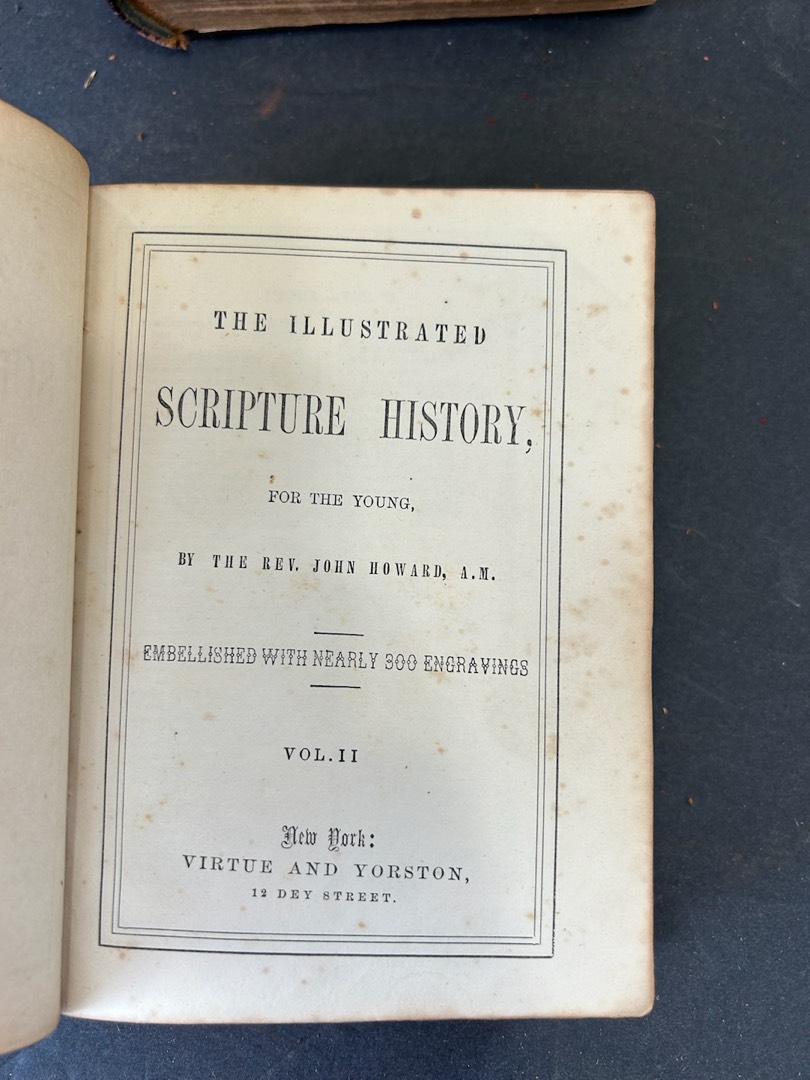 THE ILLUSTRATED
SCRIPTURE HISTORY,
FOR THE YOUNG,
BY THE REV. JOHN HOWARD, A.M.
EMBELLISHED WITH NEARLY 300 ENGRAVINGS
VOL. II
New York:
VIRTUE AND YORSTON,
12 DEY STREET.